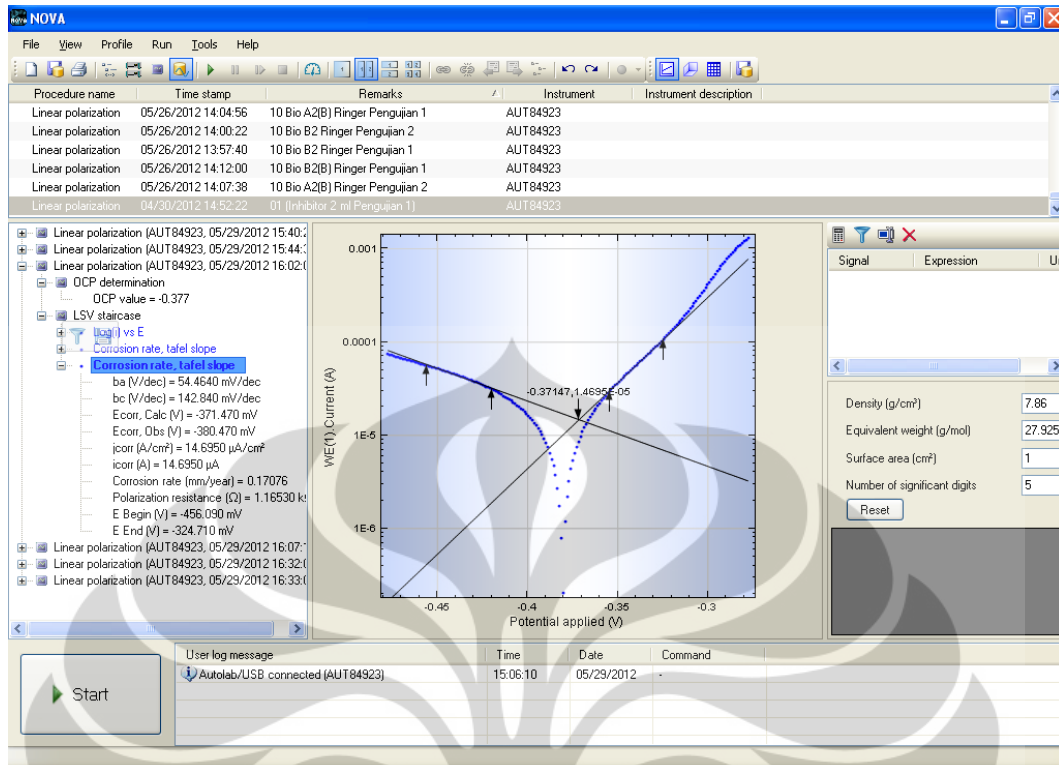 NOVA
File View Profile Run Tools Help
Procedure name Time stamp Remarks / Instrument Instrument description
Linear polarization 05/26/2012 14:04:56 10 Bio A2(B) Ringer Pengujian 1 AUT84923
Linear polarization 05/26/2012 14:00:22 10 Bio B2 Ringer Pengujian 2 AUT84923
Linear polarization 05/26/2012 13:57:40 10 Bio B2 Ringer Pengujian 1 AUT84923
Linear polarization 05/26/2012 14:12:00 10 Bio B2(B) Ringer Pengujian 1 AUT84923
Linear polarization 05/26/2012 14:07:38 10 Bio A2(B) Ringer Pengujian 2 AUT84923
Linear polarization 04/30/2012 14:52:22 01 (Inhibitor 2 ml Pengujian 1) AUT84923
Linear polarization (AUT84923, 05/29/2012 15:40:2
Linear polarization (AUT84923, 05/29/2012 15:44:
Linear polarization (AUT84923, 05/29/2012 16:02:0
OCP determination
OCP value = -0.377
LSV staircase
log(i) vs E
Corrosion rate, tafel slope
Corrosion rate, tafel slope
ba (V/dec) = 54.4640 mV/dec
bc (V/dec) = 142.840 mV/dec
Ecorr, Calc (V) = -371.470 mV
Ecorr, Obs (V) = -380.470 mV
jcorr (A/cm²) = 14.6950 µA/cm²
icorr (A) = 14.6950 µA
Corrosion rate (mm/year) = 0.17076
Polarization resistance (Ω) = 1.16530 k
E Begin (V) = -456.090 mV
E End (V) = -324.710 mV
Linear polarization (AUT84923, 05/29/2012 16:07:
Linear polarization (AUT84923, 05/29/2012 16:32:0
Linear polarization (AUT84923, 05/29/2012 16:33:0
0.001
0.0001
1E-5
1E-6
WE(1).Current (A)
-0.37147,1.4695E-05
-0.45 -0.4 -0.35 -0.3
Potential applied (V)
Signal Expression U
Density (g/cm³) 7.86
Equivalent weight (g/mol) 27.925
Surface area (cm²) 1
Number of significant digits 5
Reset
Start
User log message Time Date Command
Autolab/USB connected (AUT84923) 15:06:10 05/29/2012 -